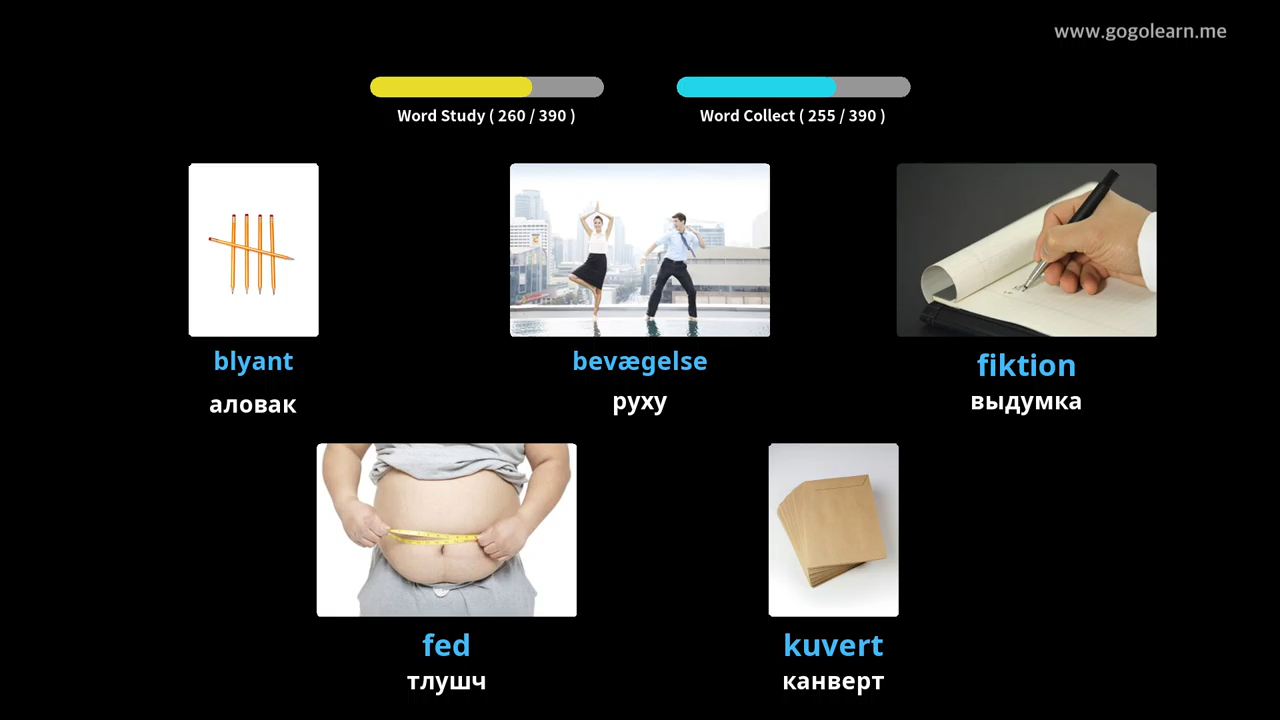 www.gogolearn.me
Word Study ( 260 / 390 )
Word Collect ( 255 / 390 )
blyant
аловак
bevægelse
руху
fiktion
выдумка
fed
тлушч
kuvert
канверт